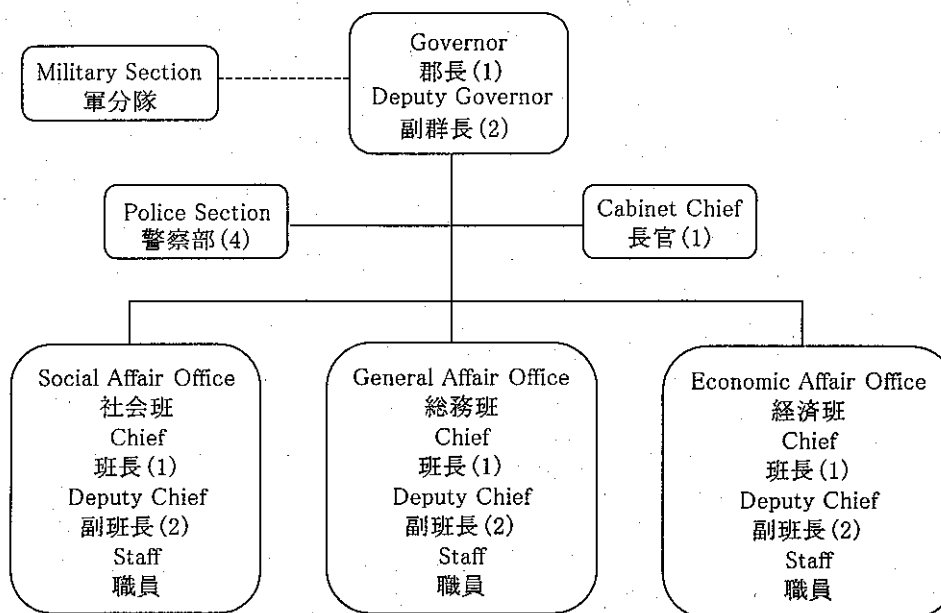 Governor
郡長(1)
Deputy Governor
副群長(2)
Military Section
軍分隊
Police Section
警察部(4)
Cabinet Chief
長官(1)
Social Affair Office
社会班
Chief
班長(1)
Deputy Chief
副班長(2)
Staff
職員
General Affair Office
総務班
Chief
班長(1)
Deputy Chief
副班長(2)
Staff
職員
Economic Affair Office
経済班
Chief
班長(1)
Deputy Chief
副班長(2)
Staff
職員